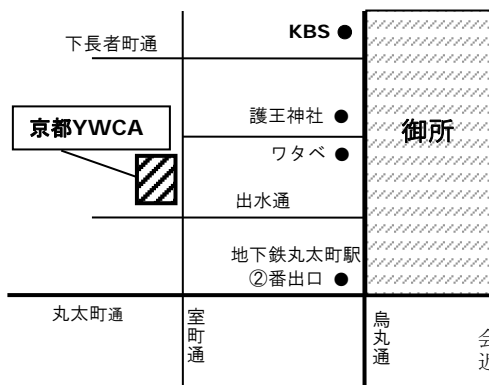 KBS
下長者町通
護王神社
御所
京都YWCA
ワタベ
出水通
地下鉄丸太町駅
②番出口
丸太町通
室町通
烏丸通
会
近